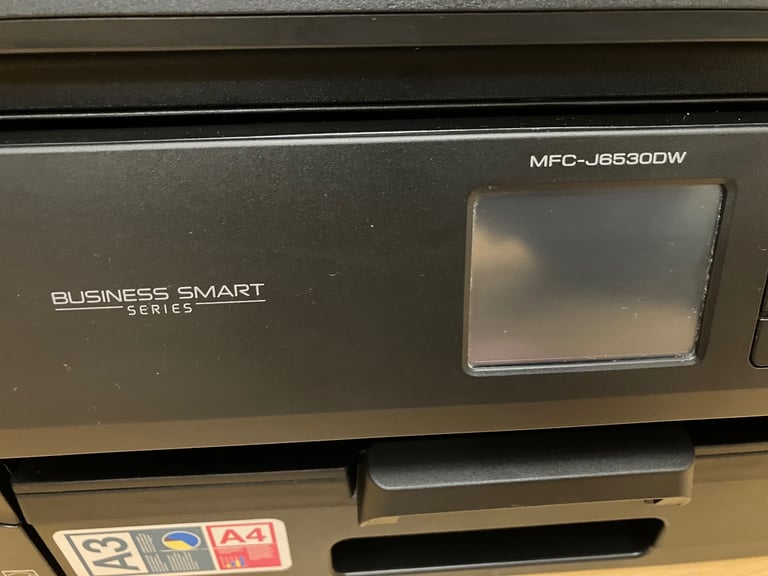 MFC-J6530DW
BUSINESS SMART
SERIES
A3
A4